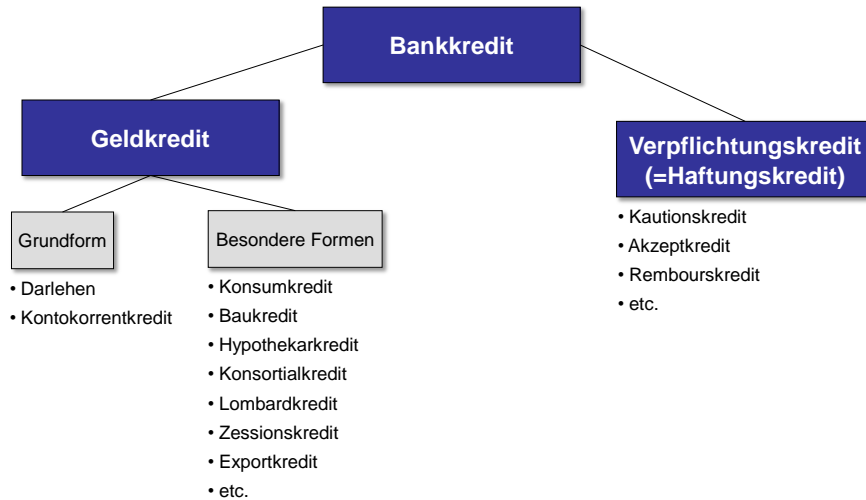 Bankkredit
Geldkredit
Verpflichtungskredit
(=Haftungskredit)
Grundform
• Darlehen
• Kontokorrentkredit
Besondere Formen
• Konsumkredit
• Baukredit
• Hypothekarkredit
• Konsortialkredit
• Lombardkredit
• Zessionskredit
• Exportkredit
• etc.
• Kautionskredit
• Akzeptkredit
• Rembourskredit
• etc.